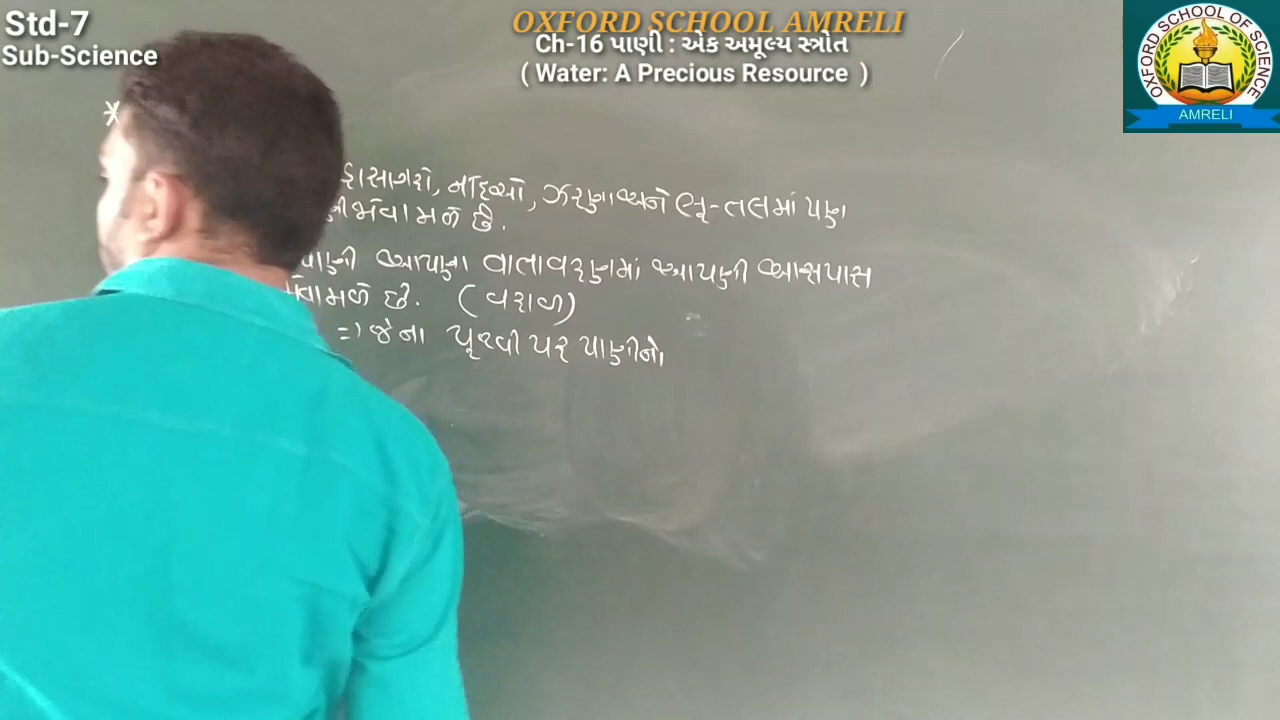 Std-7
Sub-Science
OXFORD SCHOOL AMRELI
Ch-16 પાણી : એક અમૂલ્ય સ્ત્રોત
( Water: A Precious Resource )
OXFORD SCHOOL OF SCIENCE
AMRELI
*
સાગરો, નદિઓ, ઝરણાઅને ભૂ-તલમાં પણ
જોવા મળે છે.
પાણી આપણા વાતાવરણમાં આપણી આસપાસ
મળે છે. (વરાળ)
=) જેના પૃથ્વી પર પાણીનો